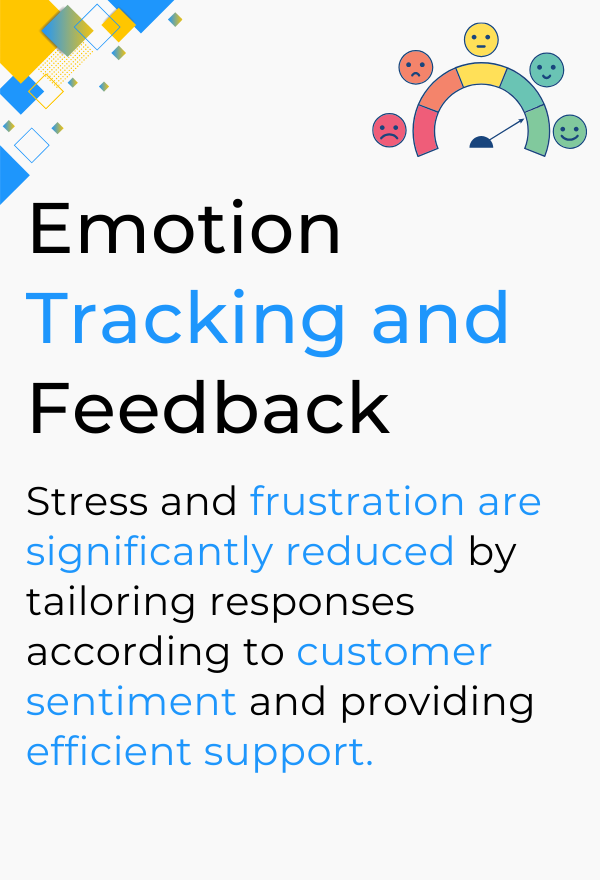 Emotion
Tracking and
Feedback
Stress and frustration are
significantly reduced by
tailoring responses
according to customer
sentiment and providing
efficient support.